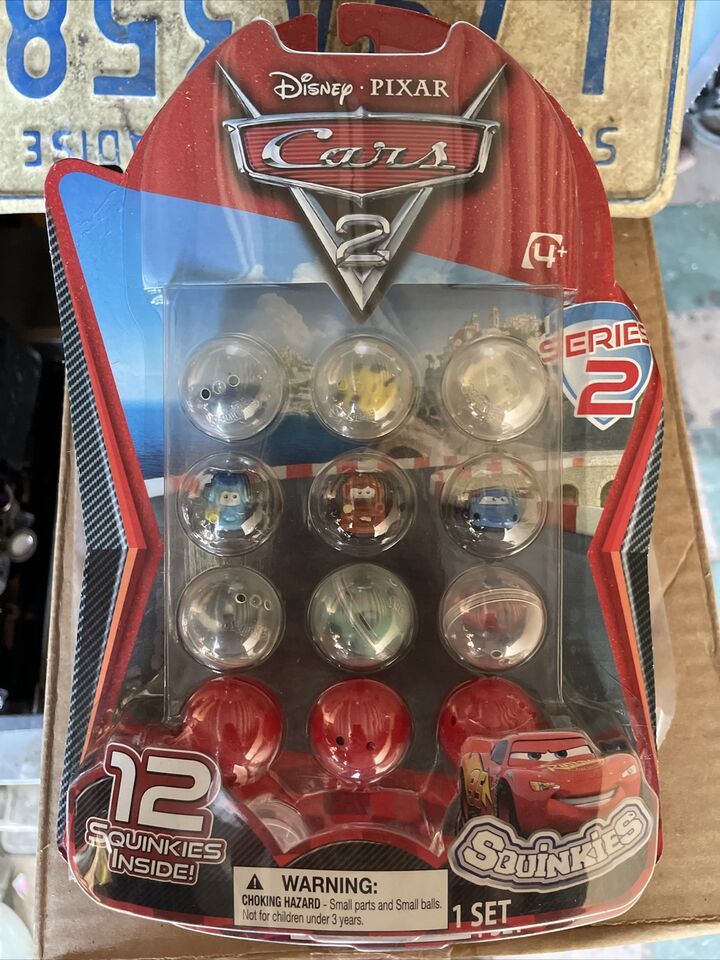 Disney · PIXAR
Cars
2
4+
SERIES
2
12
SQUINKIES
INSIDE!
SQUINKIES
WARNING:
CHOKING HAZARD - Small parts and Small balls.
Not for children under 3 years.
1 SET